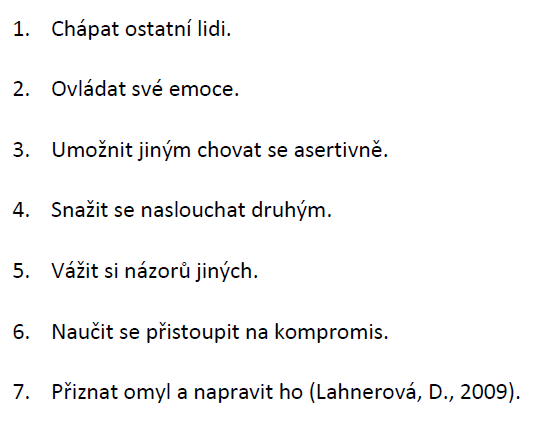 1. Chápat ostatní lidi.
2. Ovládat své emoce.
3. Umožnit jiným chovat se asertivně.
4. Snažit se naslouchat druhým.
5. Vážit si názorů jiných.
6. Naučit se přistoupit na kompromis.
7. Přiznat omyl a napravit ho (Lahnerová, D., 2009).